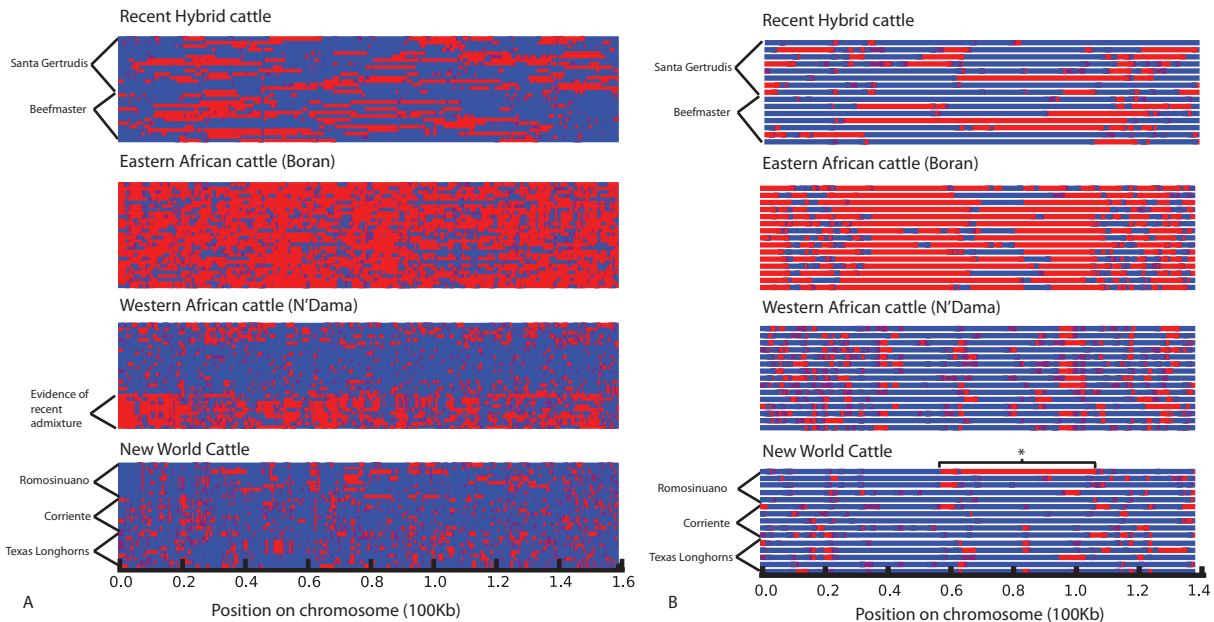 Recent Hybrid cattle
Santa Gertrudis
Beefmaster
Eastern African cattle (Boran)
Western African cattle (N'Dama)
Evidence of
recent
admixture
New World Cattle
Romosinuano
Corriente
Texas Longhorns
0.0 0.2 0.4 0.6 0.8 1.0 1.2 1.4 1.6
A
Position on chromosome (100Kb)
Recent Hybrid cattle
Santa Gertrudis
Beefmaster
Eastern African cattle (Boran)
Western African cattle (N'Dama)
New World Cattle
*
Romosinuano
Corriente
Texas Longhorns
0.0 0.2 0.4 0.6 0.8 1.0 1.2 1.4
B
Position on chromosome (100Kb)